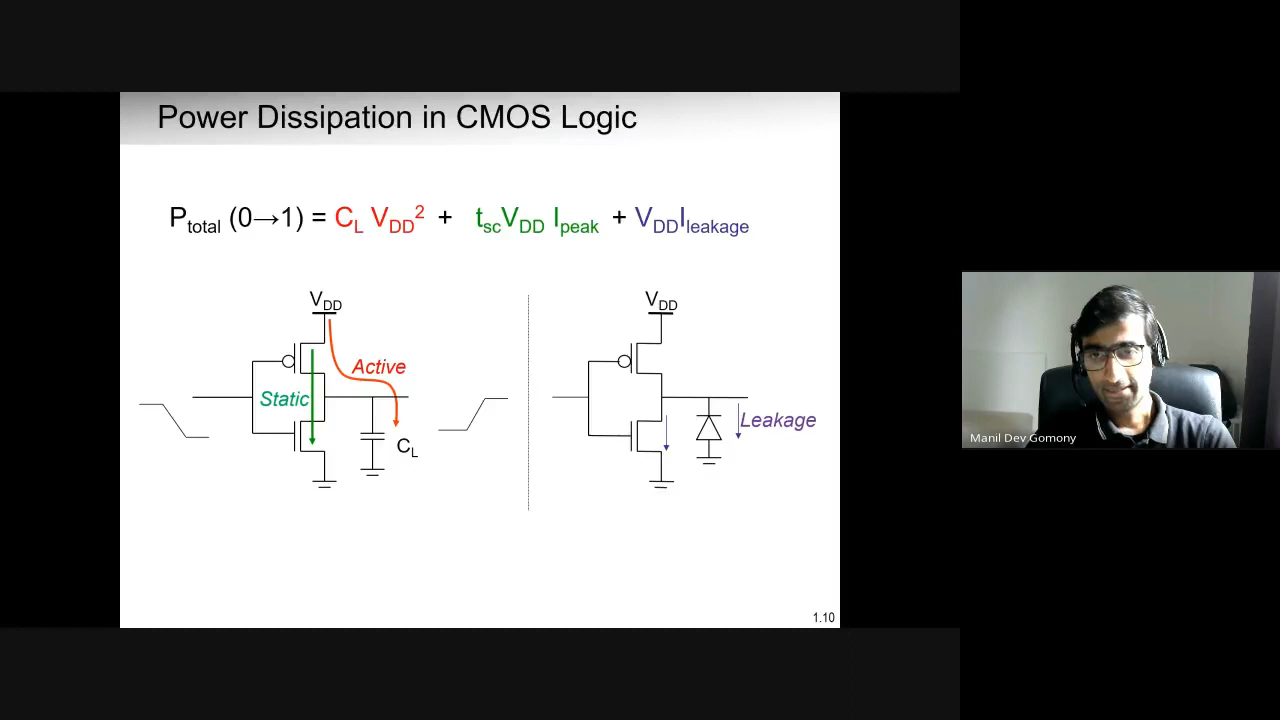 Power Dissipation in CMOS Logic
P_total (0→1) = C_L V_DD² + t_sc V_DD I_peak + V_DD I_leakage
V_DD
Active
Static
C_L
V_DD
Leakage
Manil Dev Gomony
1.10